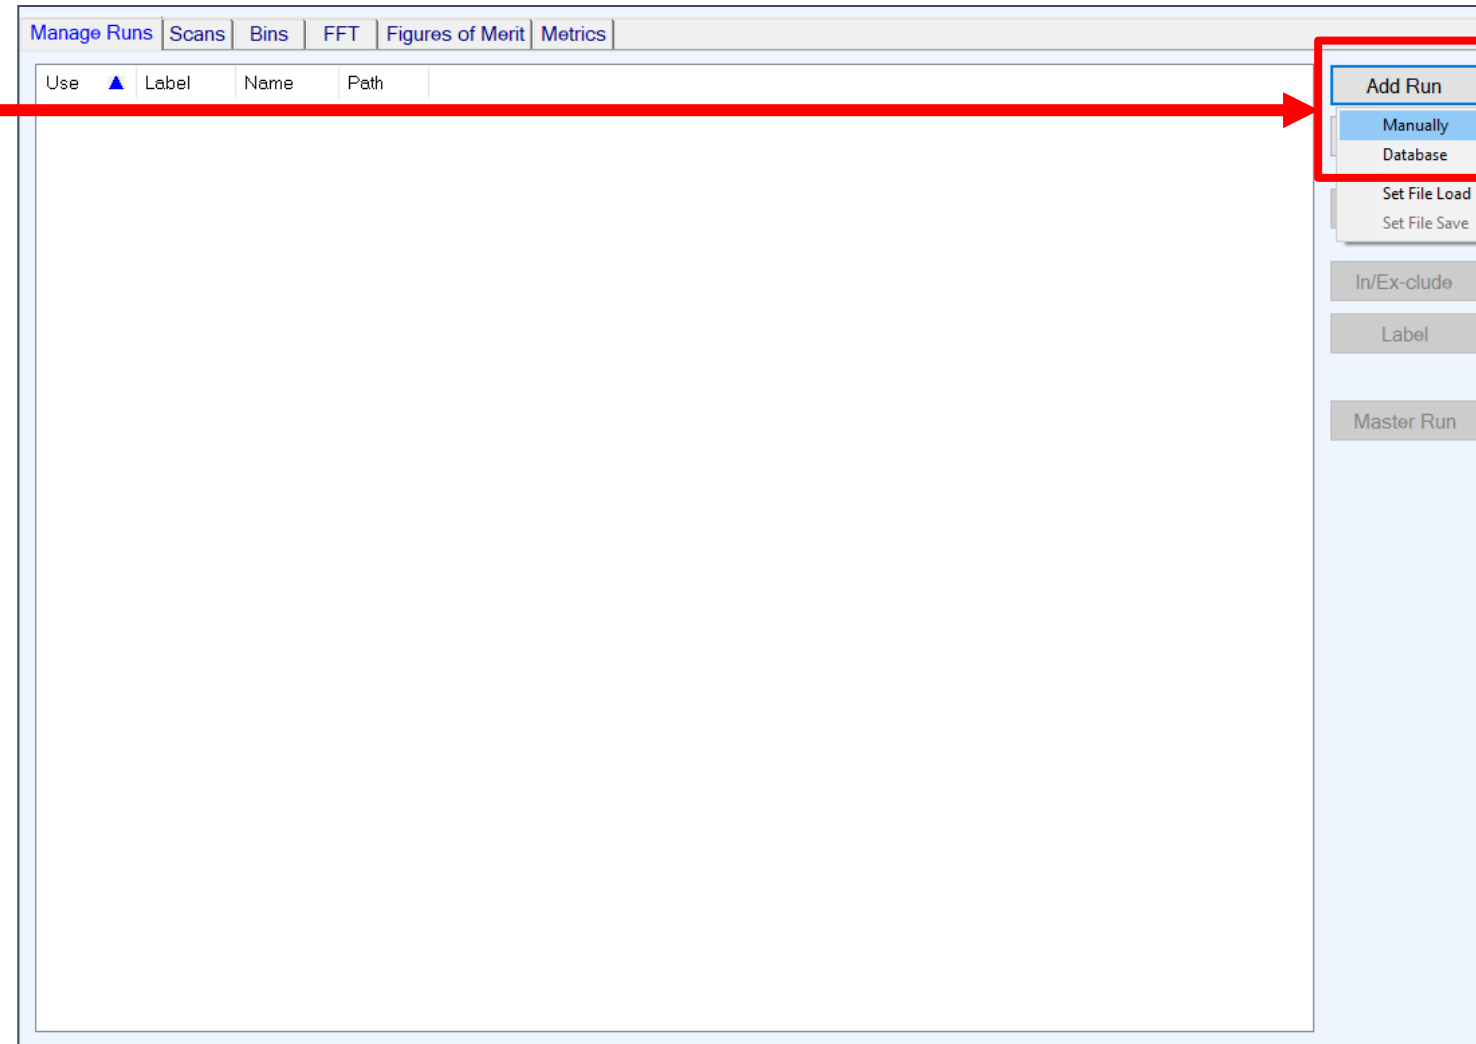 Manage Runs Scans Bins FFT Figures of Merit Metrics
Use Label Name Path
Add Run
Manually
Database
Set File Load
Set File Save
In/Ex-clude
Label
Master Run